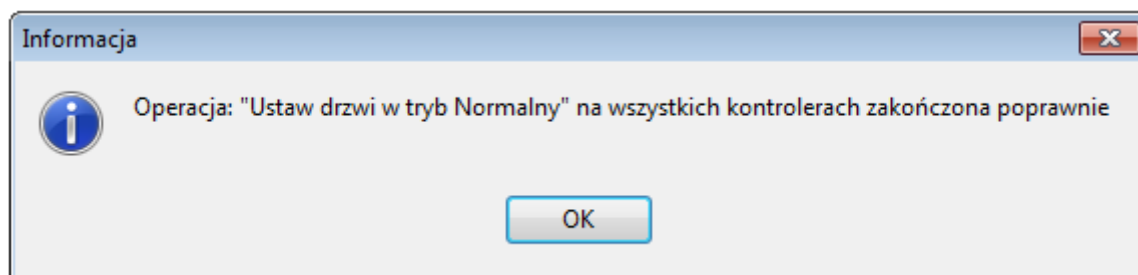 Informacja
Operacja: "Ustaw drzwi w tryb Normalny" na wszystkich kontrolerach zakończona poprawnie
OK